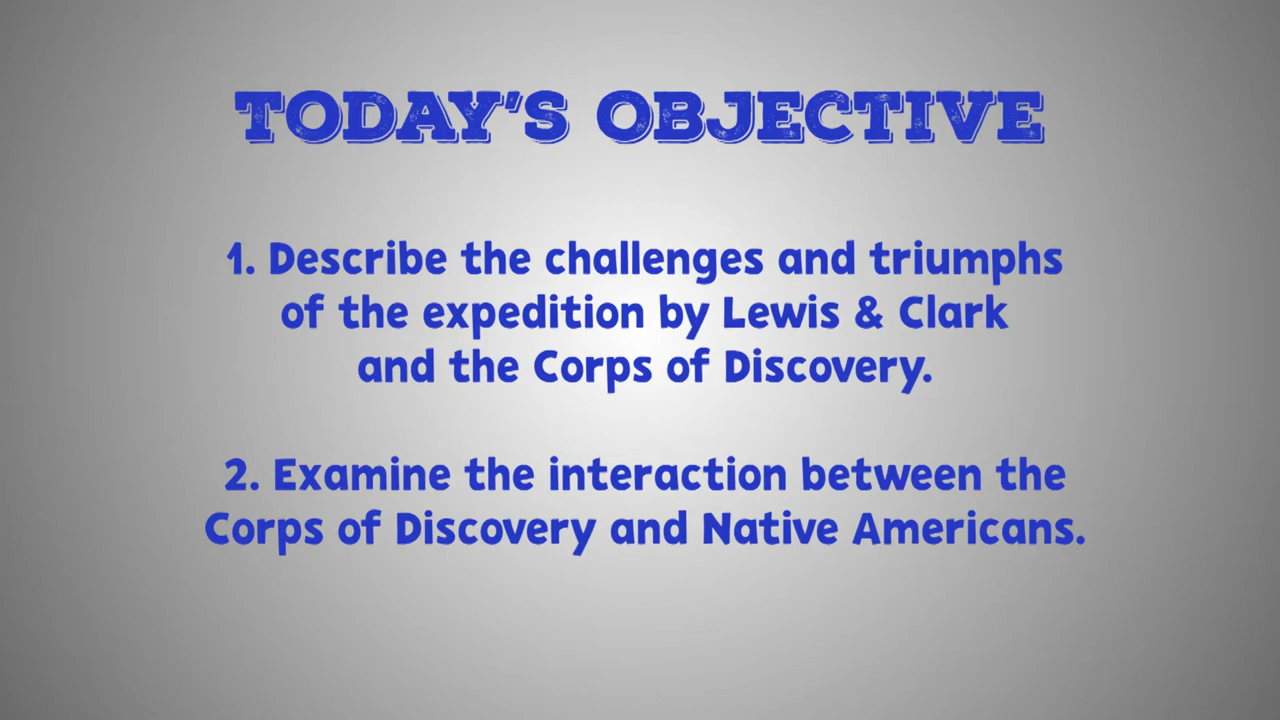 TODAY'S OBJECTIVE
1. Describe the challenges and triumphs
of the expedition by Lewis & Clark
and the Corps of Discovery.
2. Examine the interaction between the
Corps of Discovery and Native Americans.